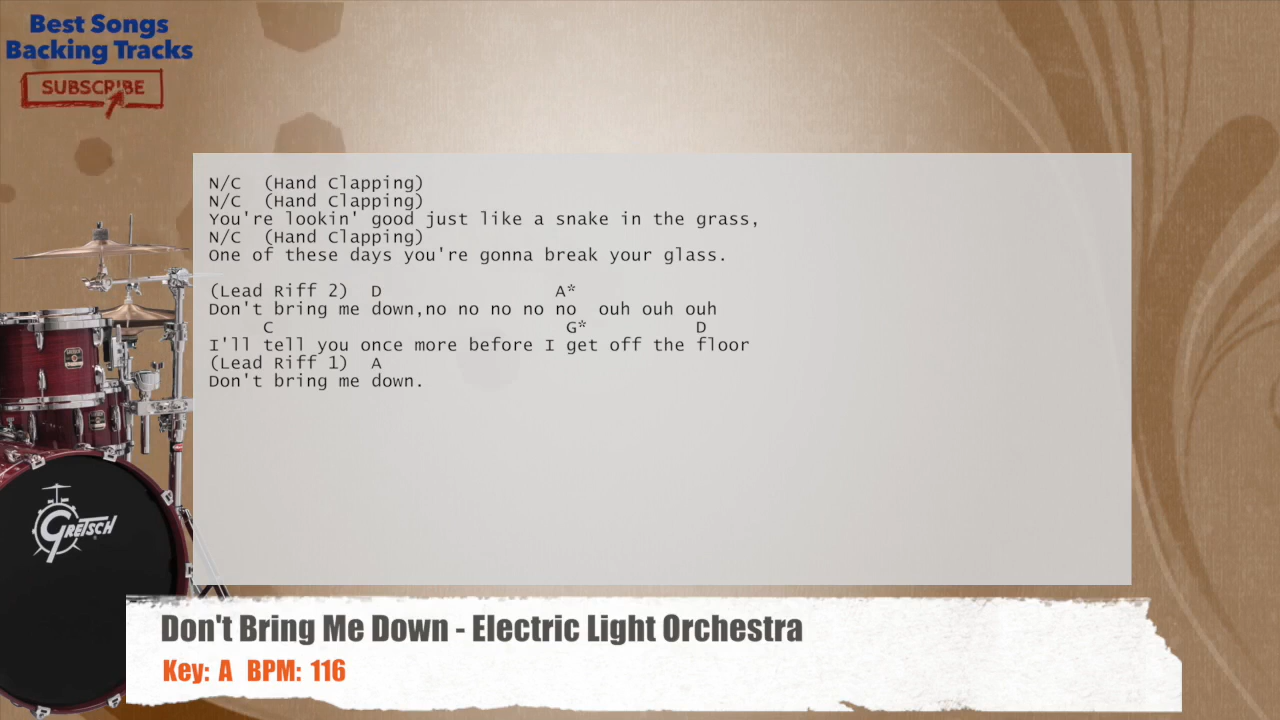 Best Songs
Backing Tracks
SUBSCRIBE
N/C  (Hand Clapping)
N/C  (Hand Clapping)
You're lookin' good just like a snake in the grass,
N/C  (Hand Clapping)
One of these days you're gonna break your glass.
(Lead Riff 2)  D                A*
Don't bring me down,no no no no no  ouh ouh ouh
     C                           G*          D
I'll tell you once more before I get off the floor
(Lead Riff 1)  A
Don't bring me down.
GRETSCH
Don't Bring Me Down - Electric Light Orchestra
Key: A  BPM: 116